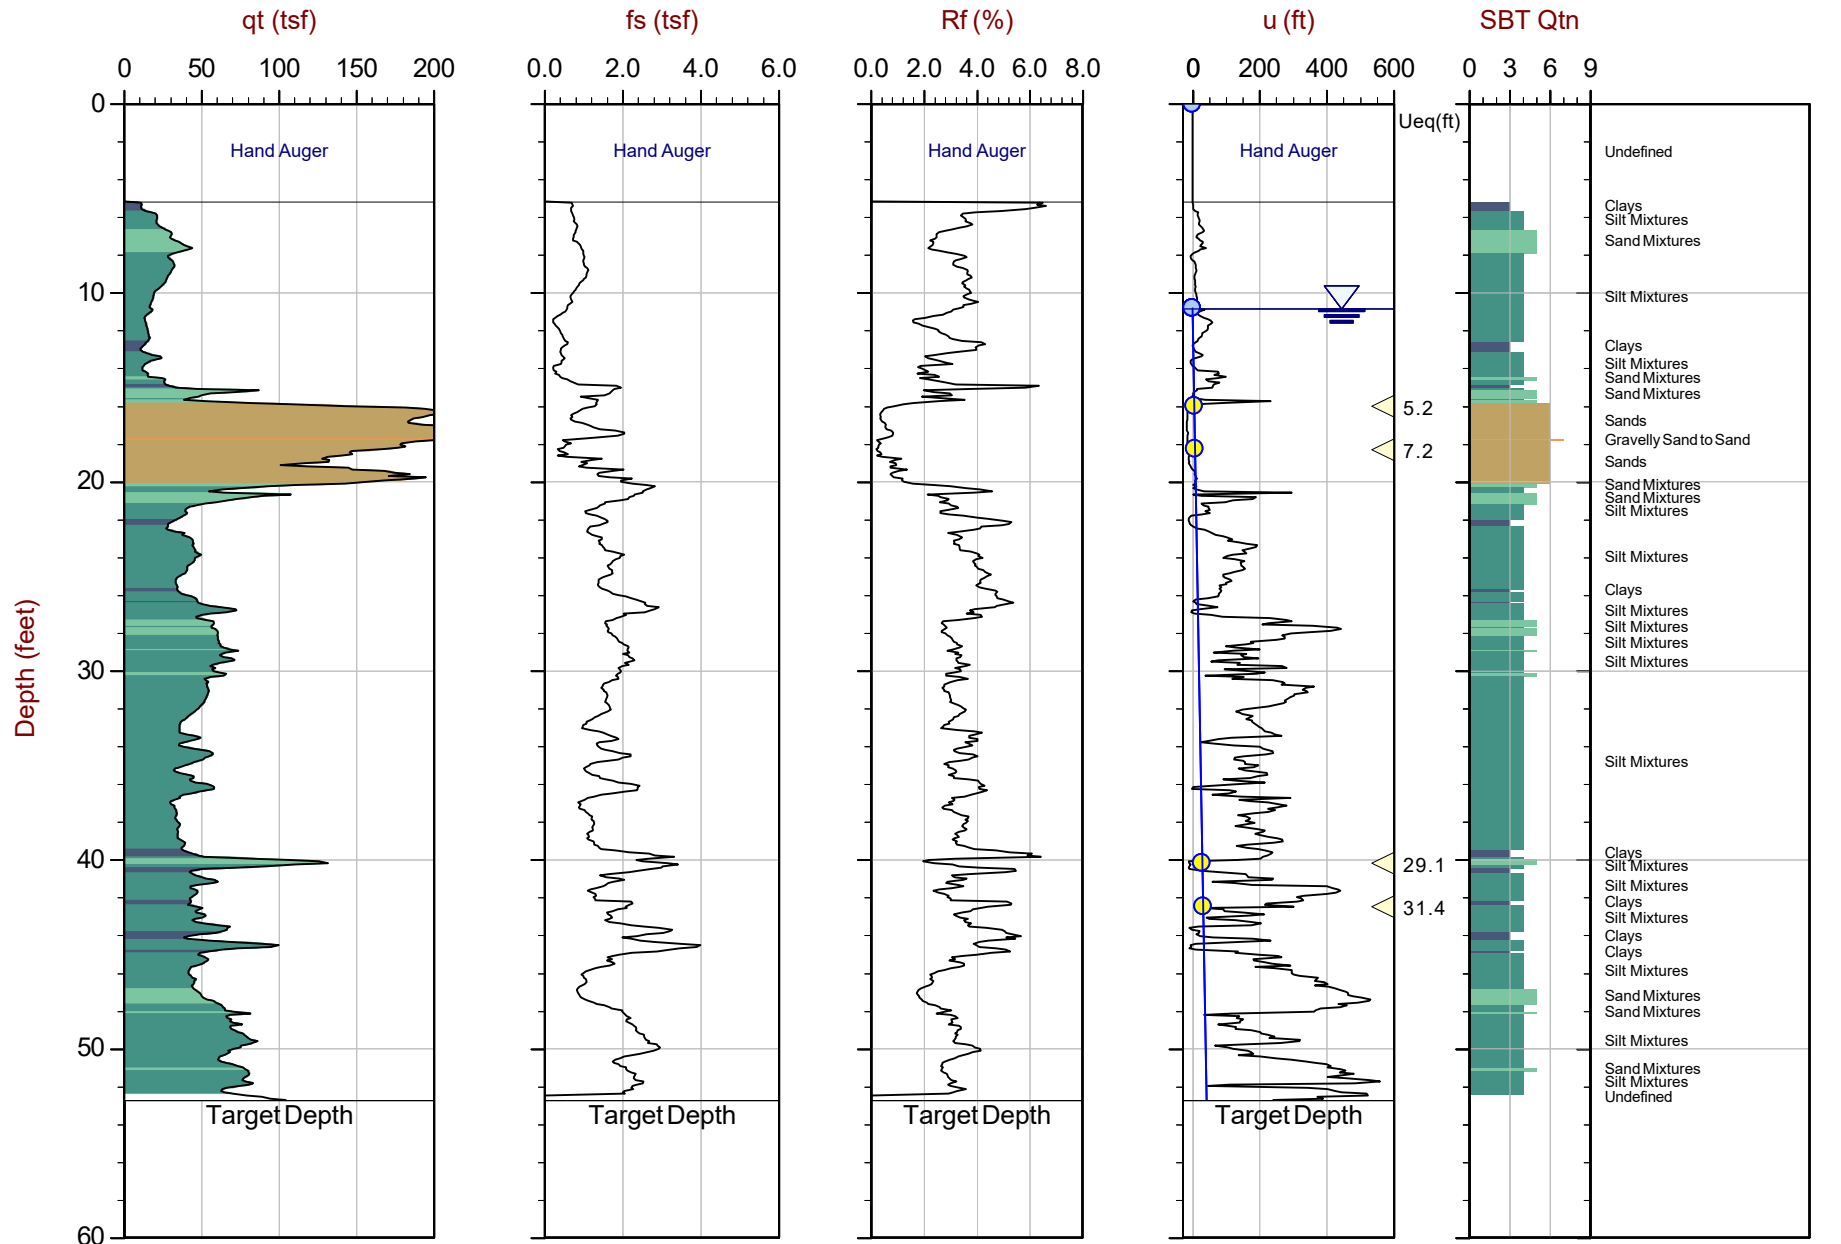 qt (tsf) fs (tsf) Rf (%) u (ft) SBT Qtn
0 50 100 150 200 0.0 2.0 4.0 6.0 0.0 2.0 4.0 6.0 8.0 0 200 400 600 0 3 6 9
0
Ueq(ft)
Hand Auger Hand Auger Hand Auger Hand Auger
Undefined
Clays
Silt Mixtures
Sand Mixtures
10
Silt Mixtures
Clays
Silt Mixtures
Sand Mixtures
Sand Mixtures
5.2
Sands
Gravelly Sand to Sand
7.2
Sands
20
Sand Mixtures
Sand Mixtures
Silt Mixtures
Silt Mixtures
Clays
Silt Mixtures
Silt Mixtures
Silt Mixtures
Silt Mixtures
30
Depth (feet)
Silt Mixtures
Clays
40
29.1
Silt Mixtures
Silt Mixtures
Clays
31.4
Silt Mixtures
Clays
Clays
Silt Mixtures
Sand Mixtures
Sand Mixtures
Silt Mixtures
50
Sand Mixtures
Silt Mixtures
Undefined
Target Depth Target Depth Target Depth Target Depth
60